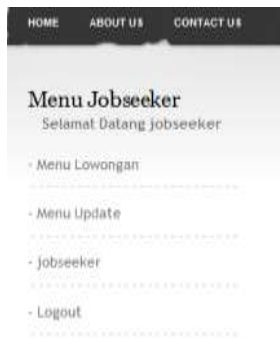 HOME ABOUT US CONTACT US
Menu Jobseeker
Selamat Datang jobseeker
- Menu Lowongan
- Menu Update
- jobseeker
- Logout